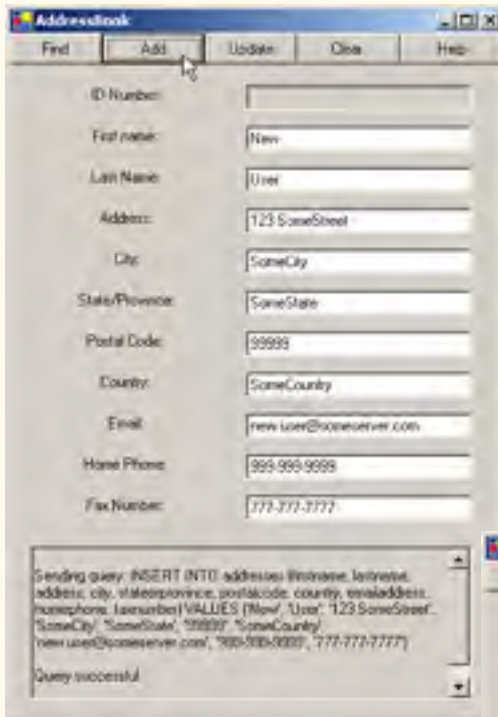 AddressBook
Find Add Update Clear Help
ID Number:
First name: New
Last Name: User
Address: 123 SomeStreet
City: SomeCity
State/Province: SomeState
Postal Code: 99999
Country: SomeCountry
Email: new.user@someserver.com
Home Phone: 999-999-9999
Fax Number: 777-777-7777
Sending query: INSERT INTO addresses (firstname, lastname,
address, city, stateorprovince, postalcode, country, emailaddress,
homephone, faxnumber) VALUES ('New', 'User', '123 SomeStreet',
'SomeCity', 'SomeState', '99999', 'SomeCountry',
'new.user@someserver.com', '999-999-9999', '777-777-7777')
Query successful